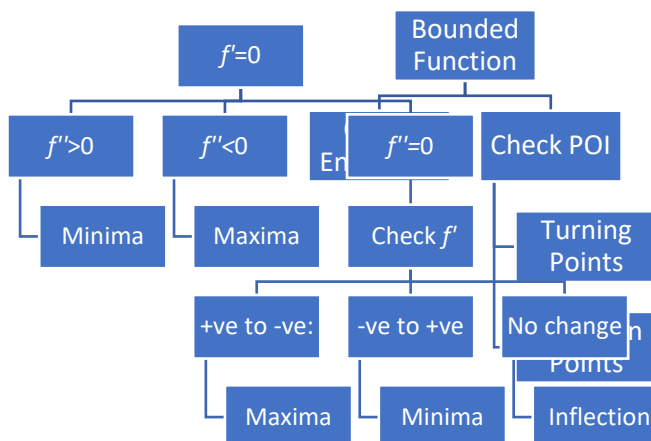 f'=0
Bounded
Function
f''>0
f''<0
f''=0
Check POI
Minima
Maxima
Check f'
Turning
Points
+ve to -ve:
-ve to +ve
No change
Points
Maxima
Minima
Inflection